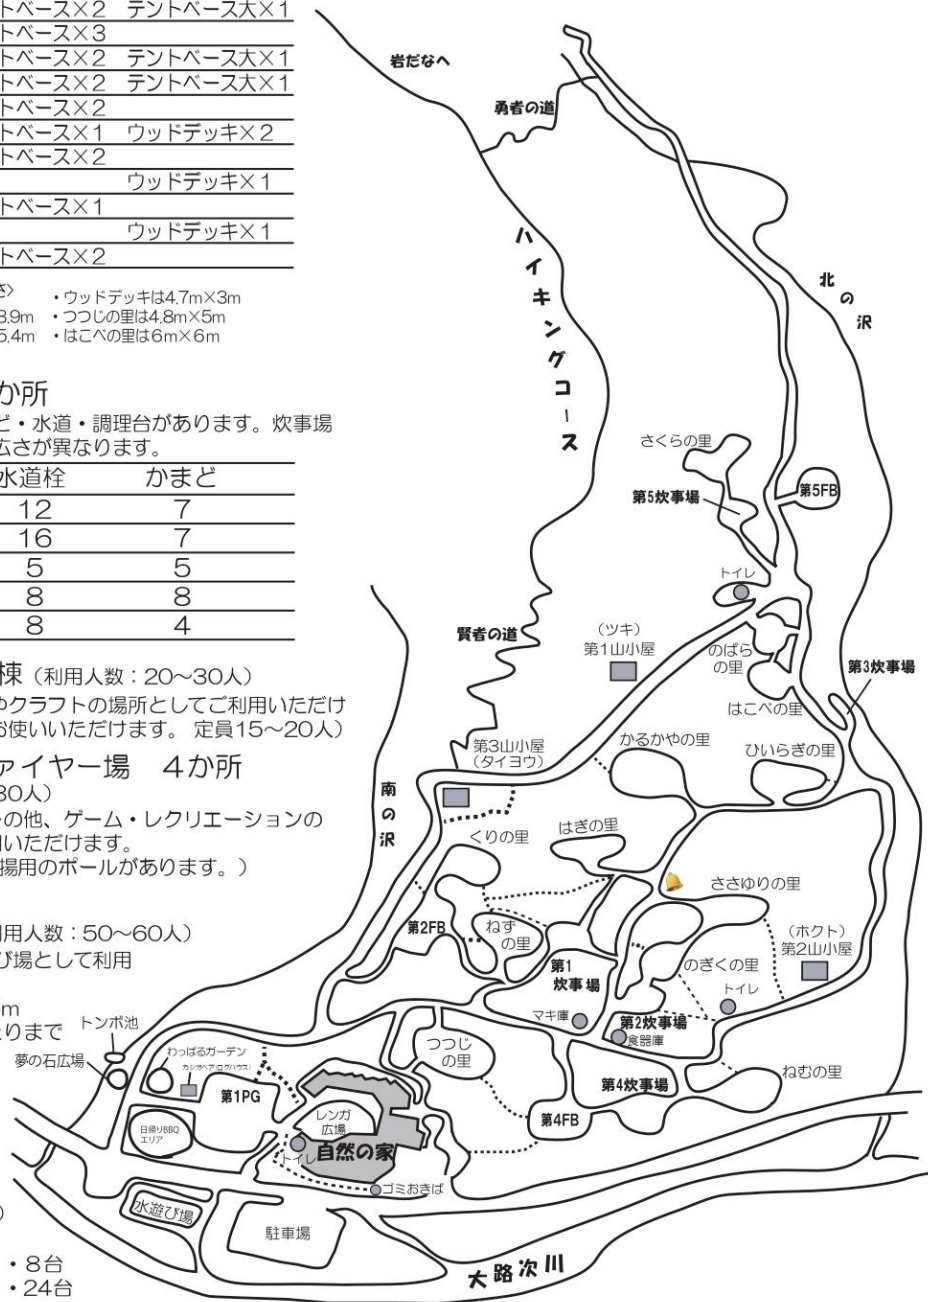 トベース×2 テントベース大×1
トベース×3
トベース×2 テントベース大×1
トベース×2 テントベース大×1
トベース×2
トベース×1 ウッドデッキ×2
トベース×2
ウッドデッキ×1
トベース×1
ウッドデッキ×1
トベース×2
さ〉 ・ウッドデッキは4.7m×3m
3.9m ・つつじの里は4.8m×5m
5.4m ・はこべの里は6m×6m
か所
ど・水道・調理台があります。炊事場
広さが異なります。
水道栓 かまど
12 7
16 7
5 5
8 8
8 4
棟（利用人数：20～30人）
やクラフトの場所としてご利用いただけ
お使いいただけます。 定員15～20人）
ァイヤー場 4か所
30人）
その他、ゲーム・レクリエーションの
用いただけます。
揚用のポールがあります。）
用人数：50～60人）
び場として利用
m
たりまで
）
・8台
・24台
岩だなへ
勇者の道
ハイキングコース
北の沢
さくらの里
第5炊事場
第5FB
トイレ
（ツキ）
第1山小屋
のばら
の里
第3炊事場
はこべの里
賢者の道
第3山小屋
（タイヨウ）
かるかやの里
ひいらぎの里
南の沢
くりの里
はぎの里
ささゆりの里
第2FB
ねず
の里
（ホクト）
第2山小屋
第1
炊事場
のぎくの里
トイレ
マキ庫
第2炊事場
食器庫
トンボ池
夢の石広場
わっぱるガーデン
カシオペア(ログハウス)
つつじ
の里
第4炊事場
ねむの里
第1PG
レンガ
広場
第4FB
日帰りBBQ
エリア
自然の家
トイレ
ゴミおきば
水遊び場
駐車場
大路次川